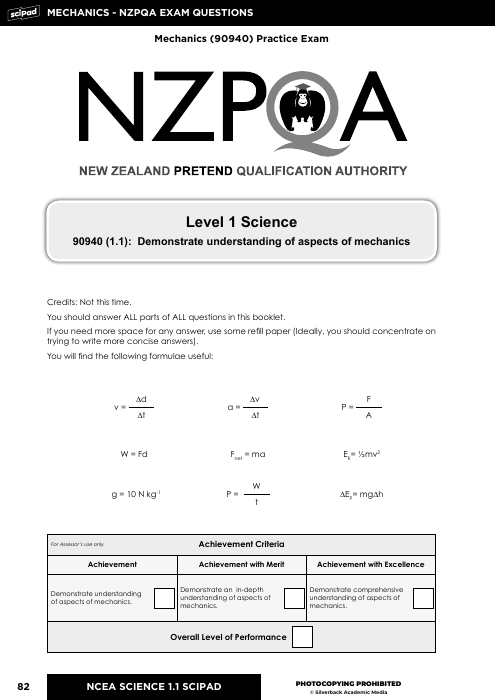 scipad MECHANICS - NZPQA EXAM QUESTIONS
Mechanics (90940) Practice Exam
NZPQA
NEW ZEALAND PRETEND QUALIFICATION AUTHORITY
Level 1 Science
90940 (1.1): Demonstrate understanding of aspects of mechanics
Credits: Not this time.
You should answer ALL parts of ALL questions in this booklet.
If you need more space for any answer, use some refill paper (Ideally, you should concentrate on
trying to write more concise answers).
You will find the following formulae useful:
v = Δd / Δt a = Δv / Δt P = F / A
W = Fd Fnet = ma Ek= ½mv²
g = 10 N kg⁻¹ P = W / t ΔEp= mgΔh
For Assessor's use only Achievement Criteria
Achievement Achievement with Merit Achievement with Excellence
Demonstrate understanding
of aspects of mechanics.
Demonstrate an in-depth
understanding of aspects of
mechanics.
Demonstrate comprehensive
understanding of aspects of
mechanics.
Overall Level of Performance
82 NCEA SCIENCE 1.1 SCIPAD PHOTOCOPYING PROHIBITED
© Silverback Academic Media